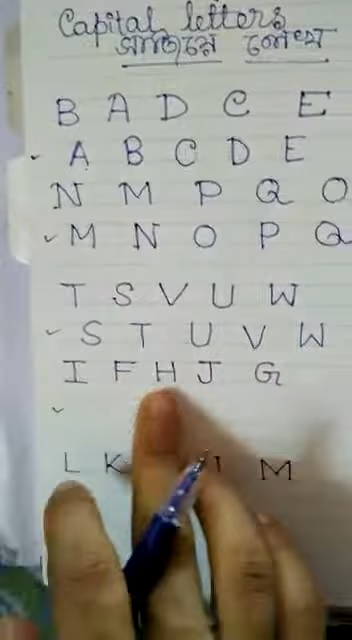 Capital letters
সাজিয়ে লেখো
B A D C E
A B C D E
N M P Q O
M N O P Q
T S V U W
S T U V W
I F H J G
L K M